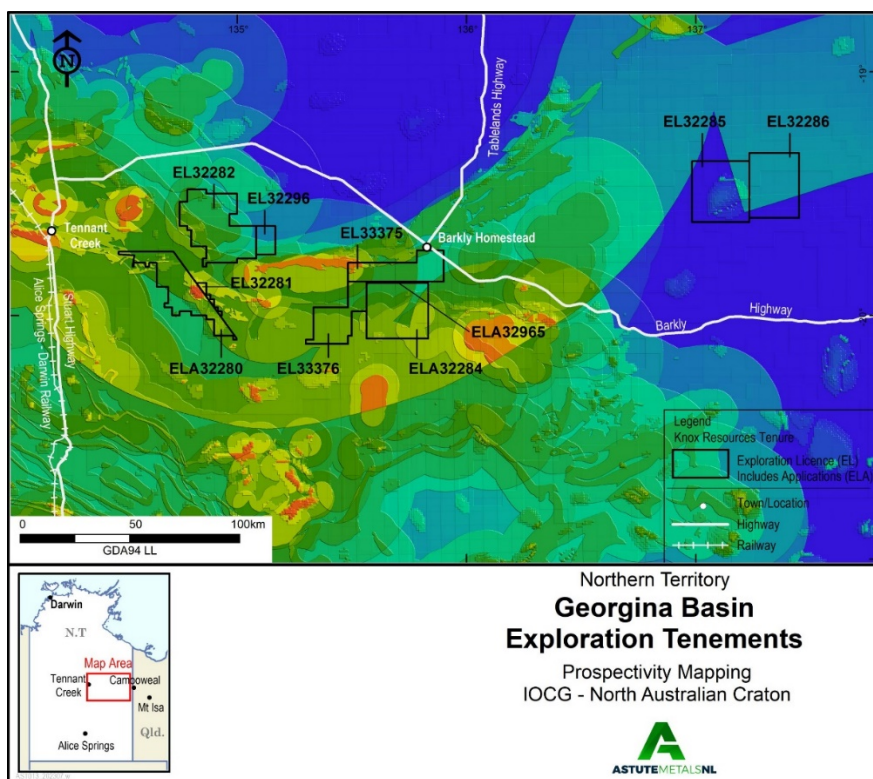 135°
136°
137°
-19°
N
Tablelands Highway
EL32285
EL32286
EL32282
EL32296
Tennant
Creek
EL33375
Barkly Homestead
EL32281
Alice Springs - Darwin Railway
Stuart Highway
ELA32965
Barkly
Highway
-20°
ELA32280
EL33376
ELA32284
Legend
Knox Resources Tenure
Exploration Licence (EL)
Includes Applications (ELA)
Town/Location
Highway
Railway
0 50 100km
GDA94 LL
Darwin
N.T
Map Area
Tennant
Creek
Camooweal
Mt Isa
Qld.
Alice Springs
Northern Territory
Georgina Basin
Exploration Tenements
Prospectivity Mapping
IOCG - North Australian Craton
ASTUTEMETALSNL